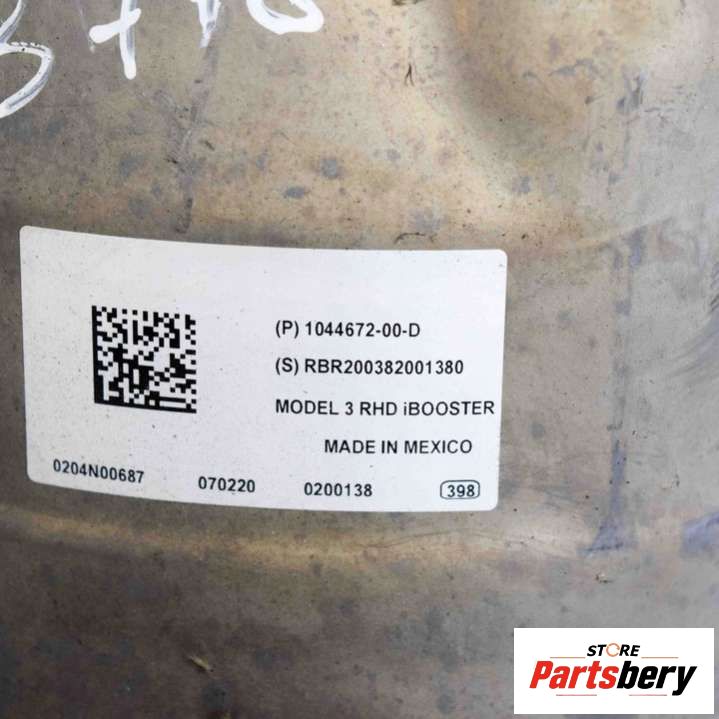 (P) 1044672-00-D
(S) RBR200382001380
MODEL 3 RHD iBOOSTER
MADE IN MEXICO
0204N00687 070220 0200138 398
STORE
Partsbery